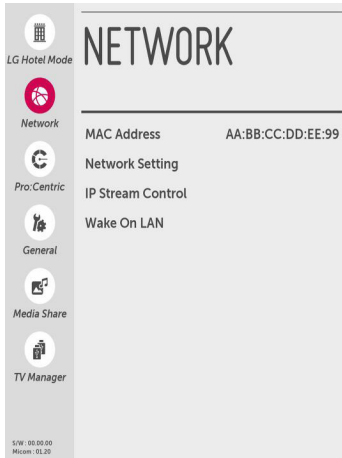 LG Hotel Mode
Network
Pro:Centric
General
Media Share
TV Manager
S/W : 00.00.00
Micom : 01.20
NETWORK
MAC Address AA:BB:CC:DD:EE:99
Network Setting
IP Stream Control
Wake On LAN